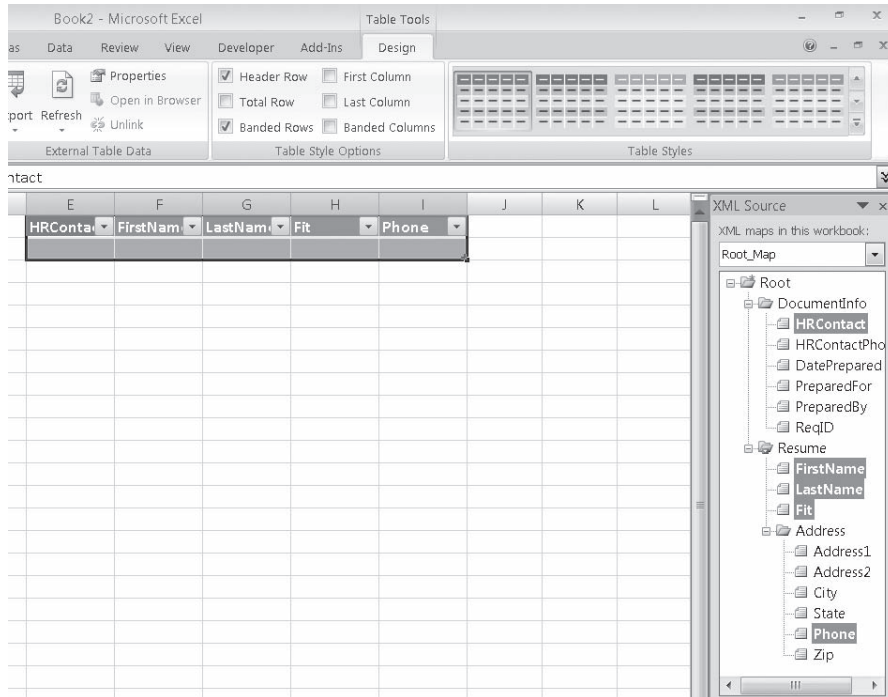 Book2 - Microsoft Excel Table Tools
as Data Review View Developer Add-Ins Design
Properties Header Row First Column
port Refresh Open in Browser Total Row Last Column
Unlink Banded Rows Banded Columns
External Table Data Table Style Options Table Styles
ntact
E F G H I J K L XML Source
HRConta FirstNam LastNam Fit Phone XML maps in this workbook:
Root_Map
Root
DocumentInfo
HRContact
HRContactPho
DatePrepared
PreparedFor
PreparedBy
ReqID
Resume
FirstName
LastName
Fit
Address
Address1
Address2
City
State
Phone
Zip